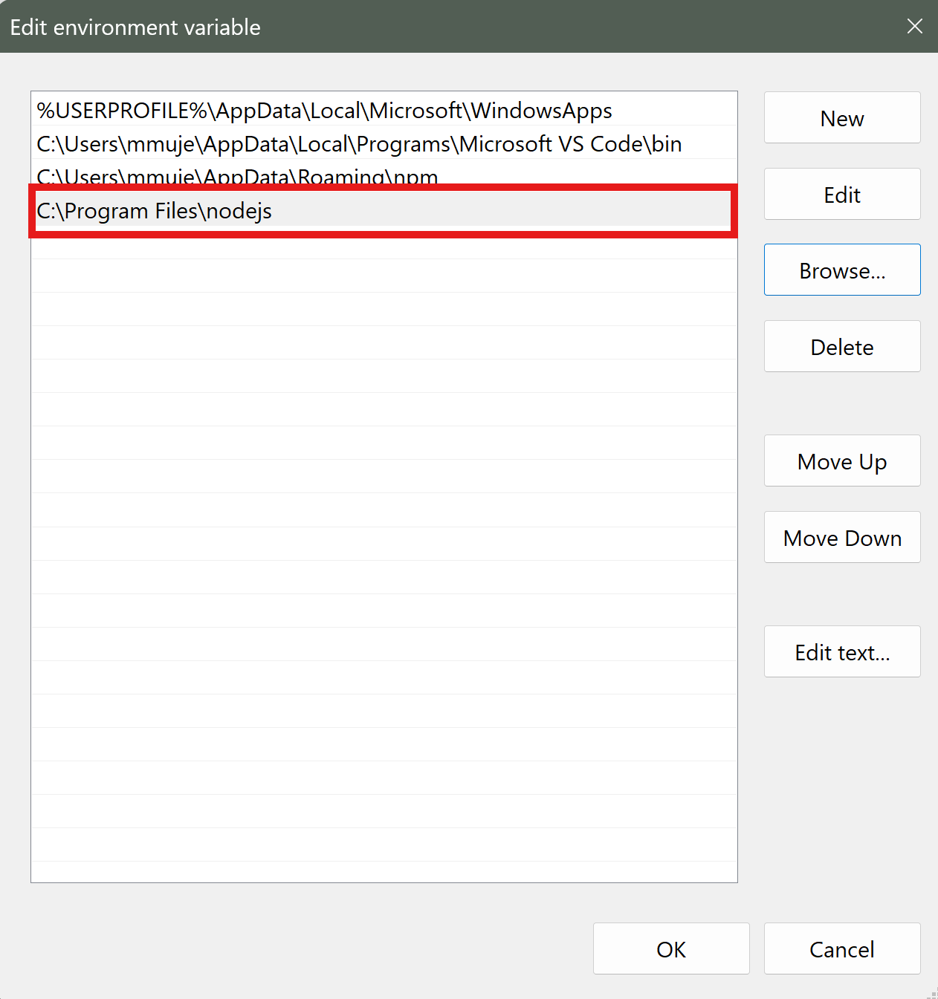 Edit environment variable
%USERPROFILE%\AppData\Local\Microsoft\WindowsApps
C:\Users\mmuje\AppData\Local\Programs\Microsoft VS Code\bin
C:\Users\mmuje\AppData\Roaming\npm
C:\Program Files\nodejs
New
Edit
Browse...
Delete
Move Up
Move Down
Edit text...
OK
Cancel